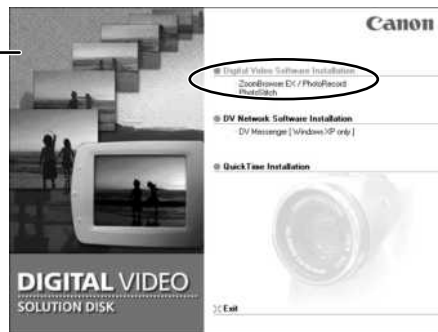 Canon
Digital Video Software Installation
ZoomBrowser EX / PhotoRecord
PhotoStitch
DV Network Software Installation
DV Messenger [ Windows XP only ]
QuickTime Installation
DIGITAL VIDEO
SOLUTION DISK
Exit